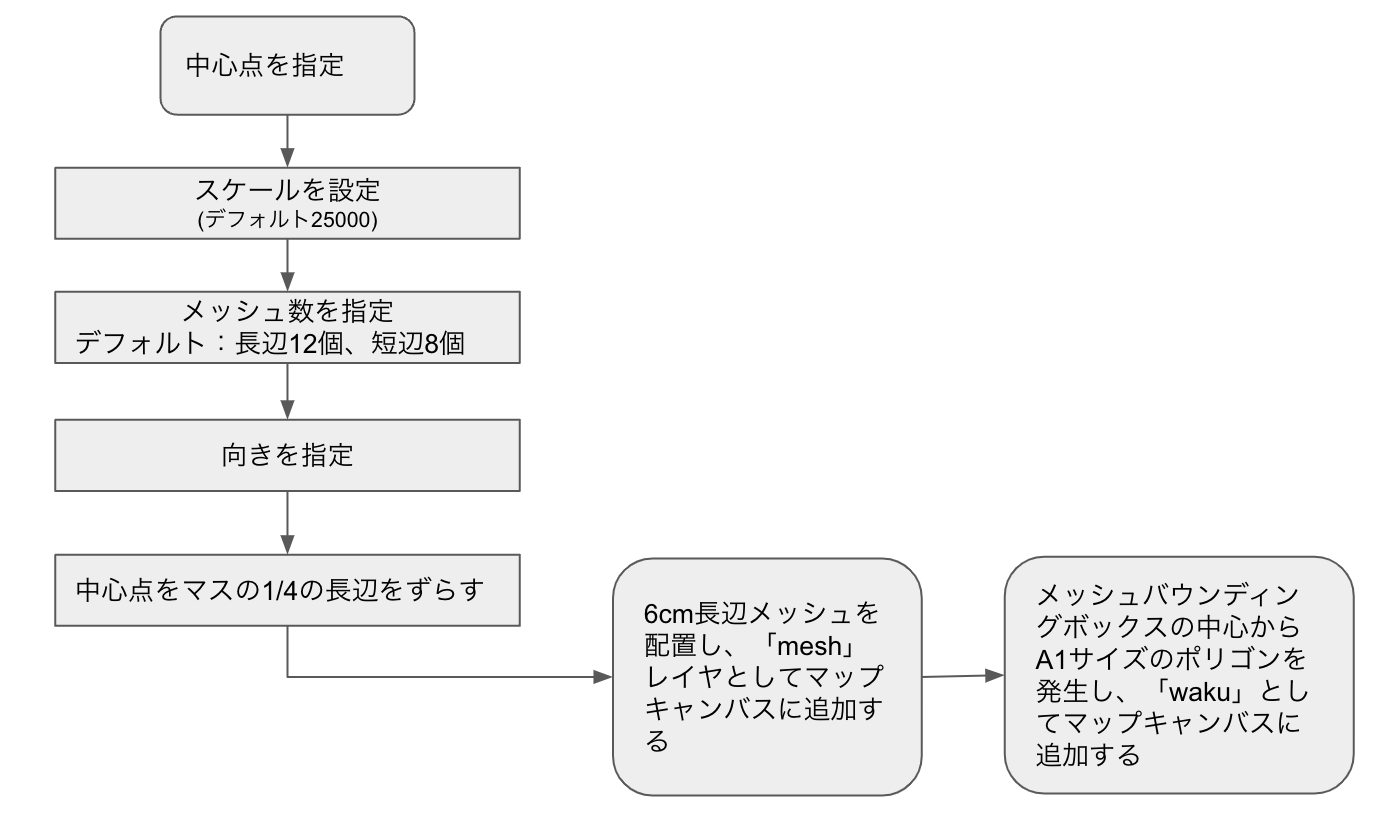 中心点を指定
スケールを設定
(デフォルト25000)
メッシュ数を指定
デフォルト：長辺12個、短辺8個
向きを指定
中心点をマスの1/4の長辺をずらす
6cm長辺メッシュを
配置し、「mesh」
レイヤとしてマップ
キャンバスに追加す
る
メッシュバウンディン
グボックスの中心から
A1サイズのポリゴンを
発生し、「waku」とし
てマップキャンバスに
追加する